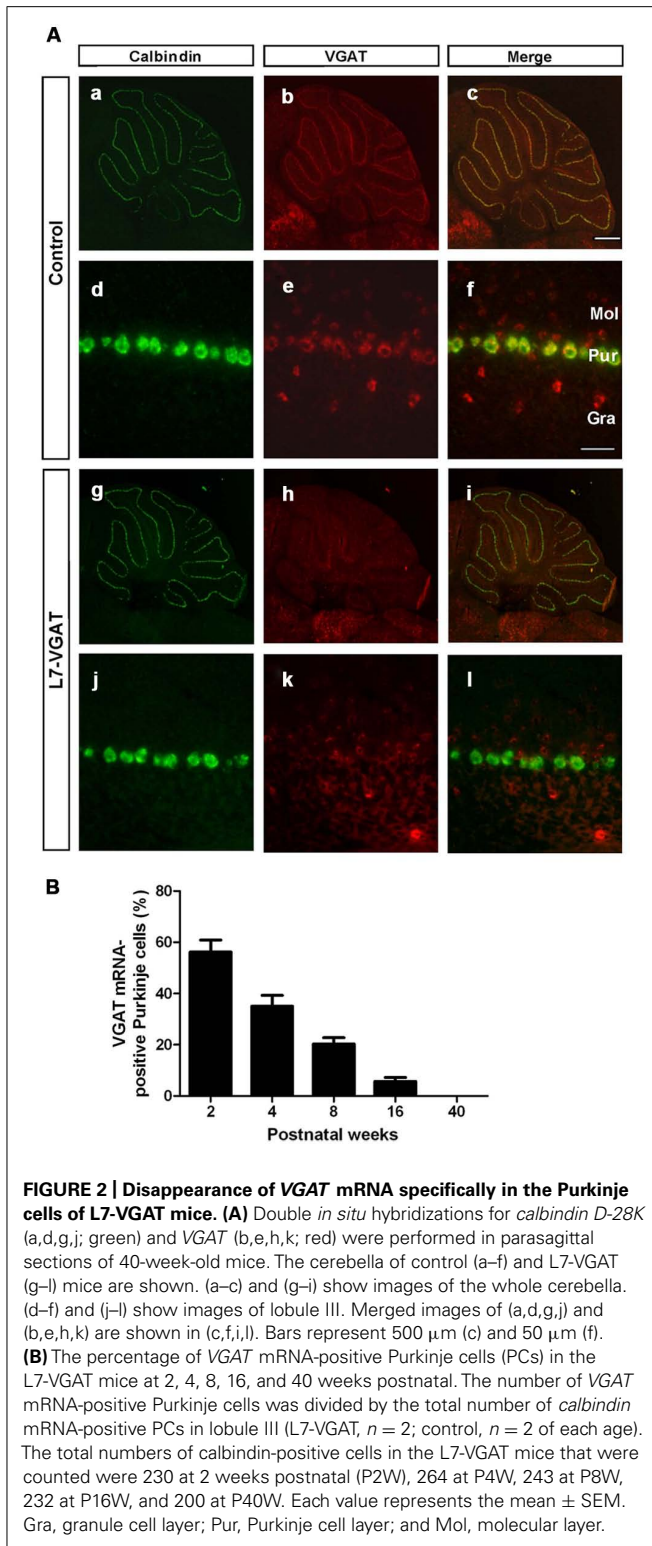 A
Calbindin VGAT Merge
Control
a b c
d e f
Mol
Pur
Gra
L7-VGAT
g h i
j k l
B
VGAT mRNA-
positive Purkinje cells (%)
80
60
40
20
0
2 4 8 16 40
Postnatal weeks
FIGURE 2 | Disappearance of VGAT mRNA specifically in the Purkinje
cells of L7-VGAT mice. (A) Double in situ hybridizations for calbindin D-28K
(a,d,g,j; green) and VGAT (b,e,h,k; red) were performed in parasagittal
sections of 40-week-old mice. The cerebella of control (a–f) and L7-VGAT
(g–l) mice are shown. (a–c) and (g–i) show images of the whole cerebella.
(d–f) and (j–l) show images of lobule III. Merged images of (a,d,g,j) and
(b,e,h,k) are shown in (c,f,i,l). Bars represent 500 μm (c) and 50 μm (f).
(B) The percentage of VGAT mRNA-positive Purkinje cells (PCs) in the
L7-VGAT mice at 2, 4, 8, 16, and 40 weeks postnatal. The number of VGAT
mRNA-positive Purkinje cells was divided by the total number of calbindin
mRNA-positive PCs in lobule III (L7-VGAT, n = 2; control, n = 2 of each age).
The total numbers of calbindin-positive cells in the L7-VGAT mice that were
counted were 230 at 2 weeks postnatal (P2W), 264 at P4W, 243 at P8W,
232 at P16W, and 200 at P40W. Each value represents the mean ± SEM.
Gra, granule cell layer; Pur, Purkinje cell layer; and Mol, molecular layer.